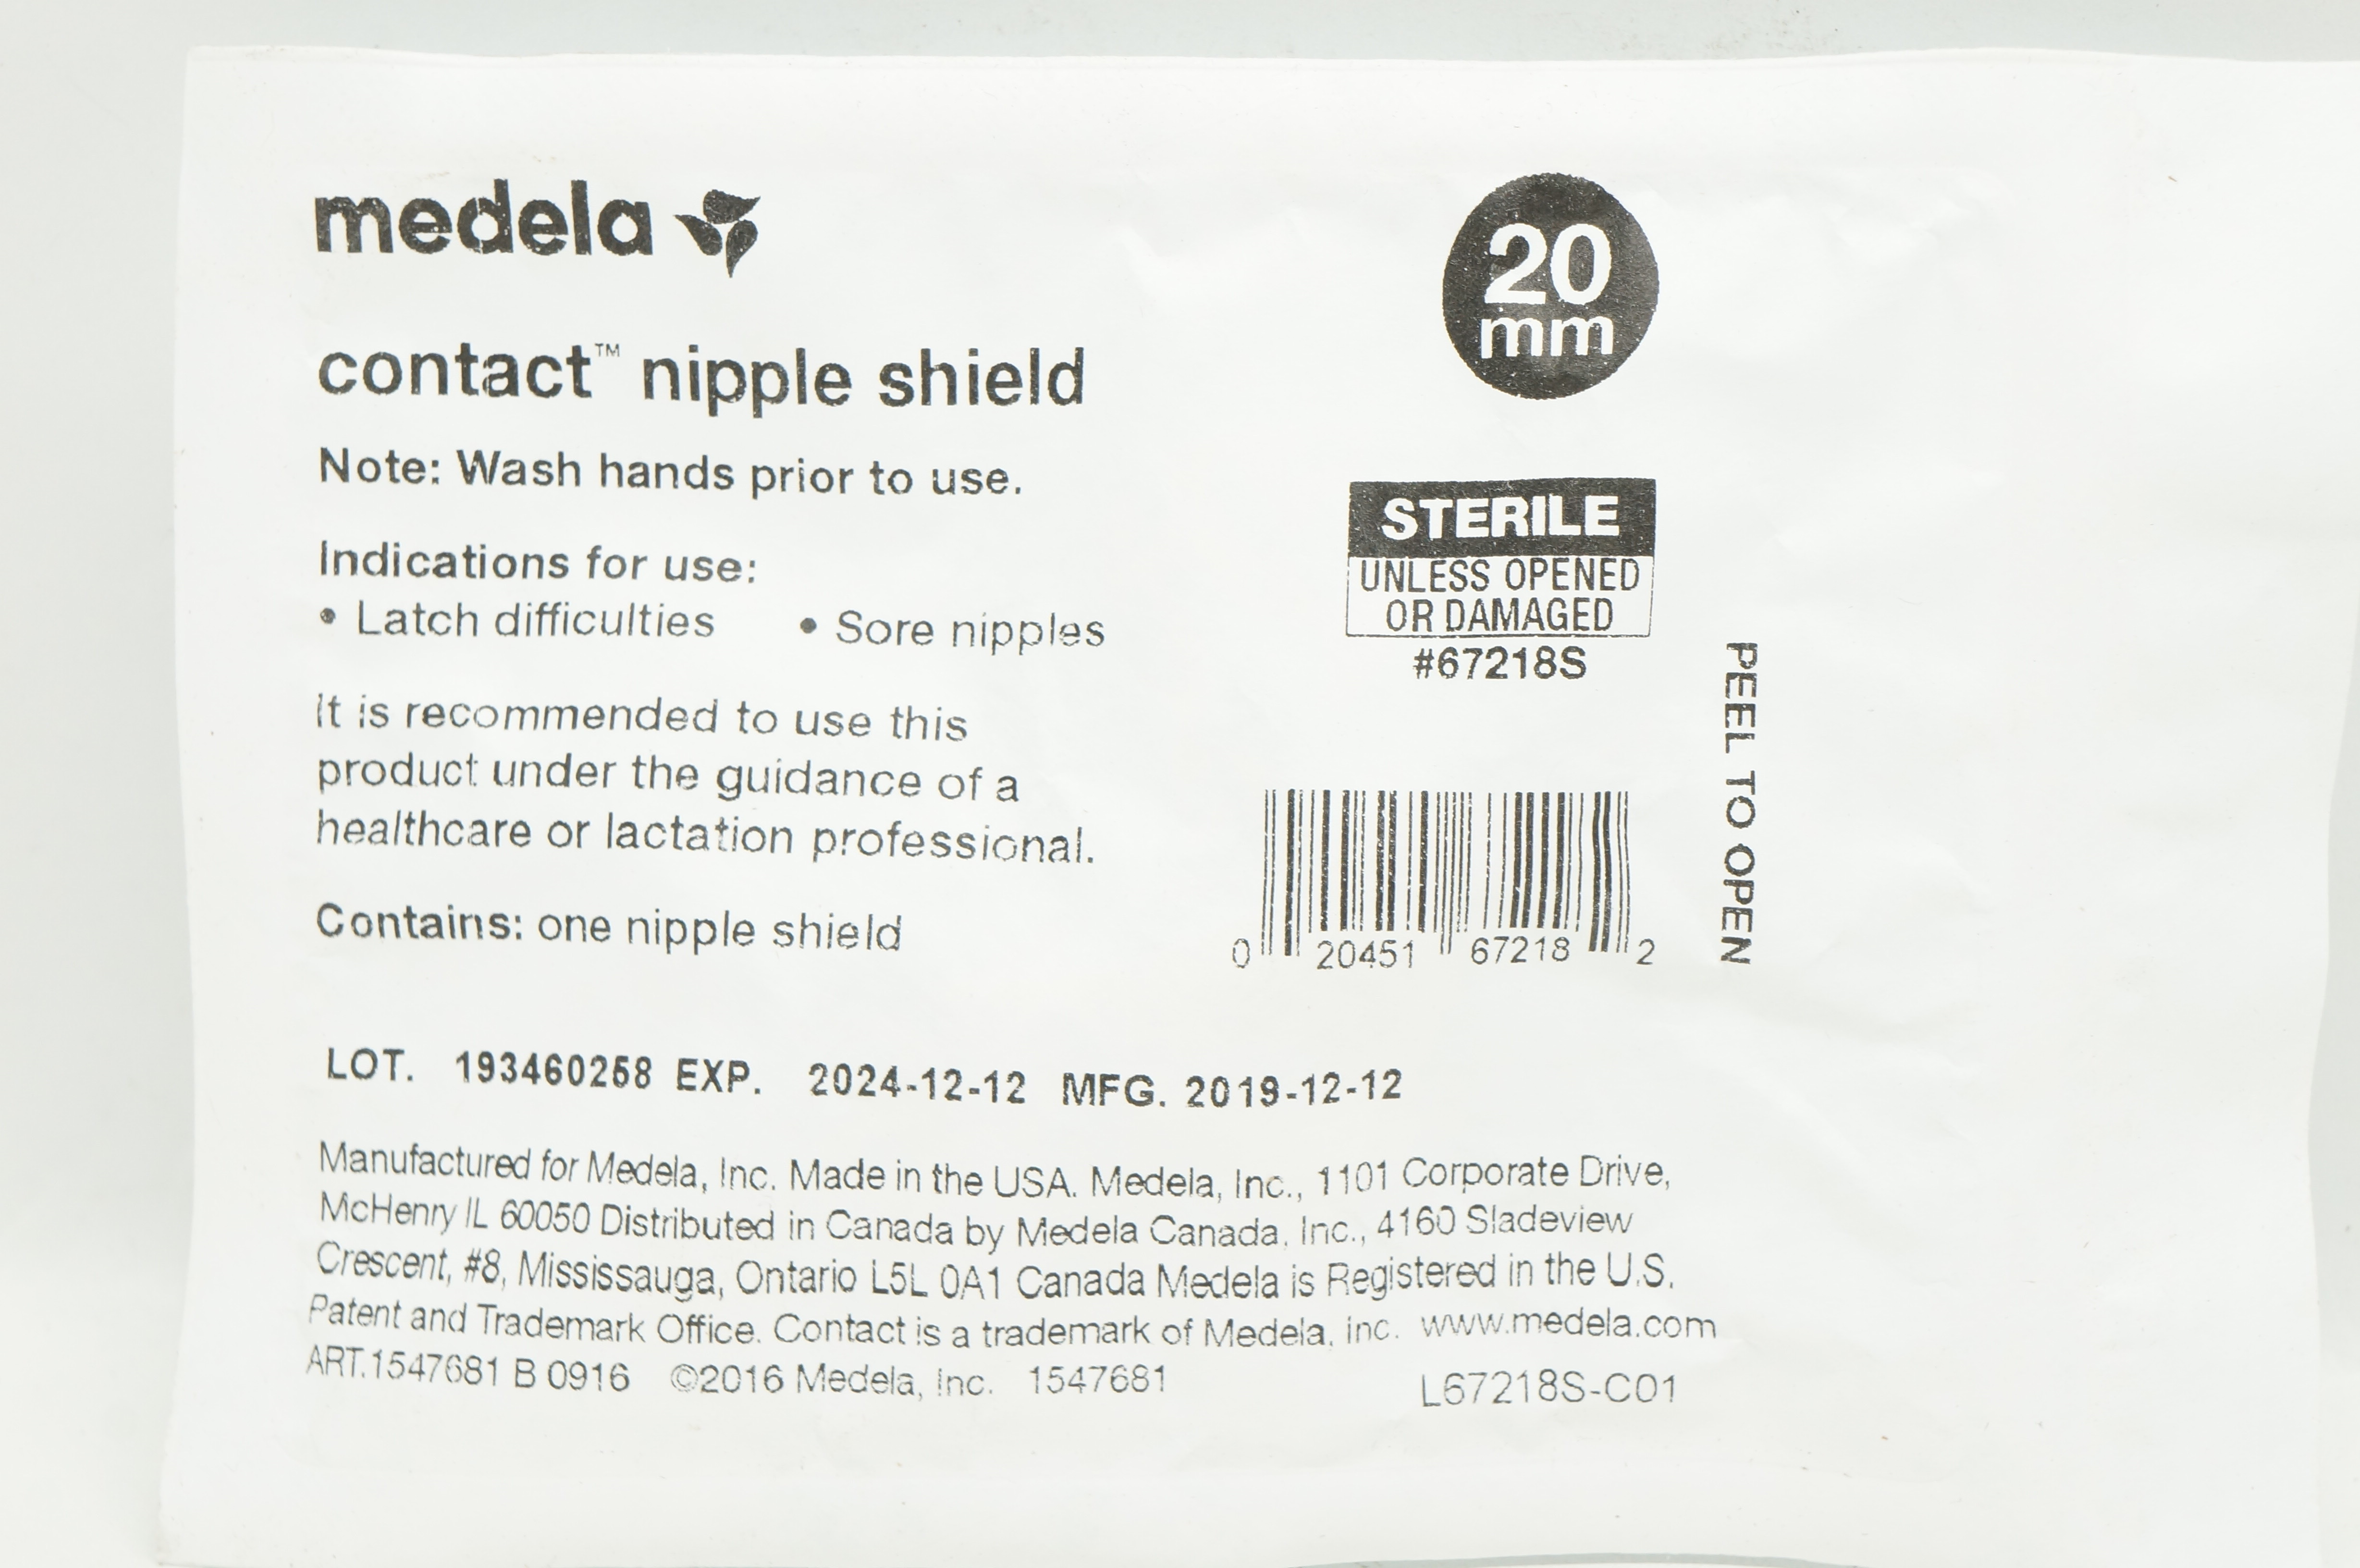 medela
contact™ nipple shield
Note: Wash hands prior to use.
Indications for use:
• Latch difficulties • Sore nipples
It is recommended to use this
product under the guidance of a
healthcare or lactation professional.
Contains: one nipple shield
20
mm
STERILE
UNLESS OPENED
OR DAMAGED
#67218S
PEEL TO OPEN
0 20451 67218 2
LOT. 193460268 EXP. 2024-12-12 MFG. 2019-12-12
Manufactured for Medela, Inc. Made in the USA. Medela, Inc., 1101 Corporate Drive,
McHenry IL 60050 Distributed in Canada by Medela Canada, Inc., 4160 Sladeview
Crescent, #8, Mississauga, Ontario L5L 0A1 Canada Medela is Registered in the U.S.
Patent and Trademark Office. Contact is a trademark of Medela, Inc. www.medela.com
ART.1547681 B 0916 ©2016 Medela, Inc. 1547681
L67218S-C01